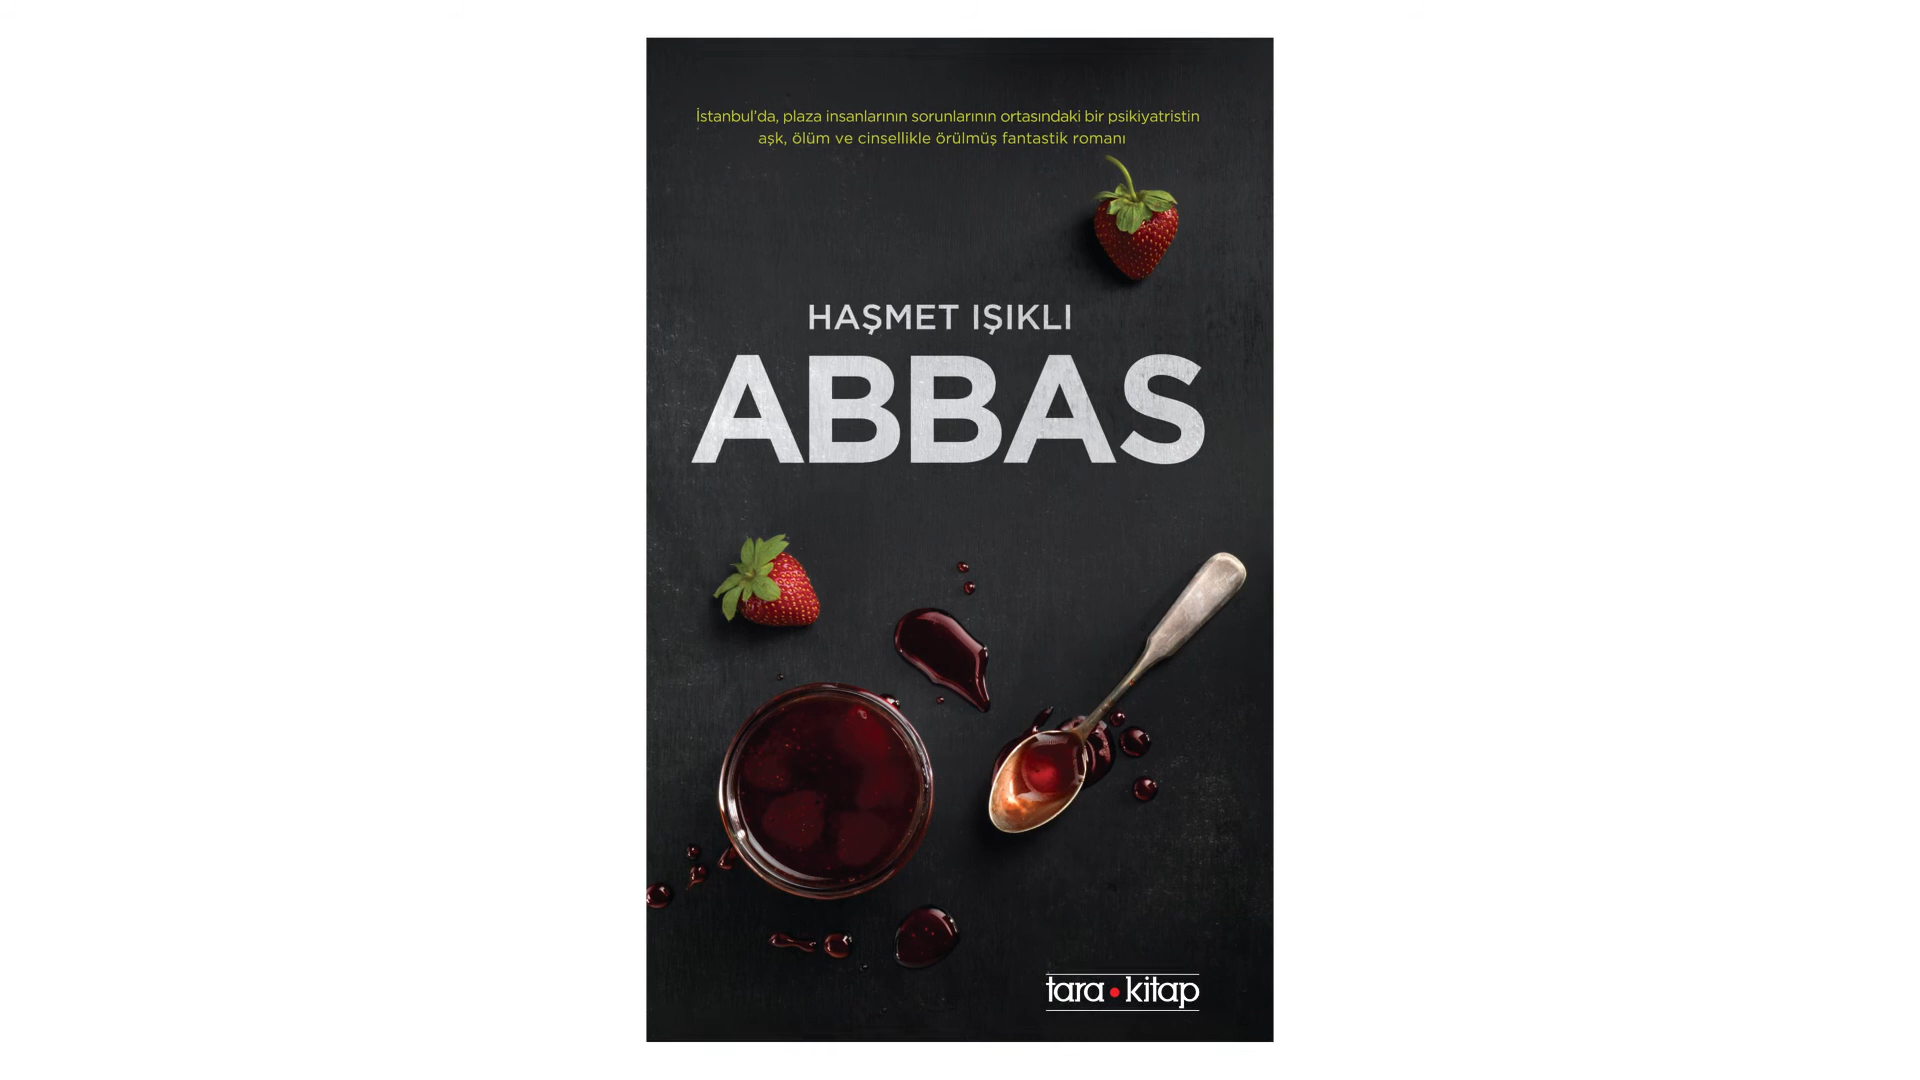 İstanbul'da, plaza insanlarının sorunlarının ortasındaki bir psikiyatristin
aşk, ölüm ve cinsellikle örülmüş fantastik romanı
HAŞMET IŞIKLI
ABBAS
tara•kitap